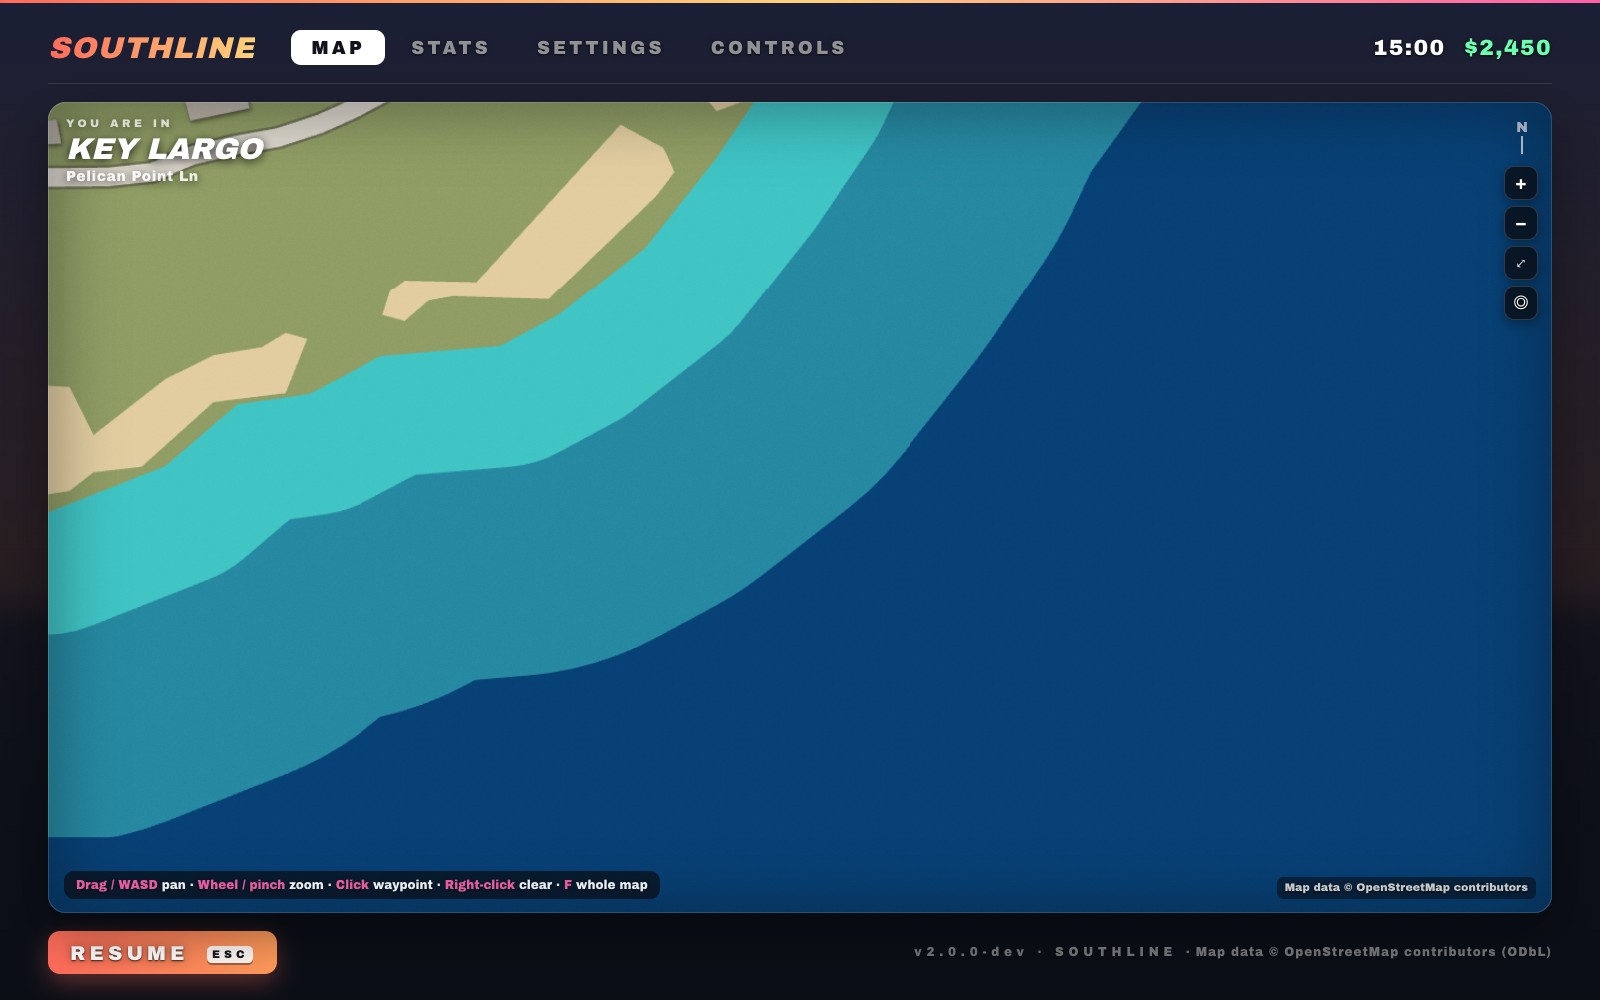 SOUTHLINE
MAP
STATS
SETTINGS
CONTROLS
15:00
$2,450
YOU ARE IN
KEY LARGO
Pelican Point Ln
N
+
−
Drag / WASD pan · Wheel / pinch zoom · Click waypoint · Right-click clear · F whole map
Map data © OpenStreetMap contributors
RESUME ESC
v2.0.0-dev · SOUTHLINE · Map data © OpenStreetMap contributors (ODbL)